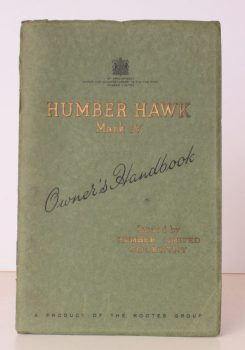 HUMBER HAWK
Mark IV
Owner's Handbook
Issued by
HUMBER LIMITED
COVENTRY
A PRODUCT OF THE ROOTES GROUP